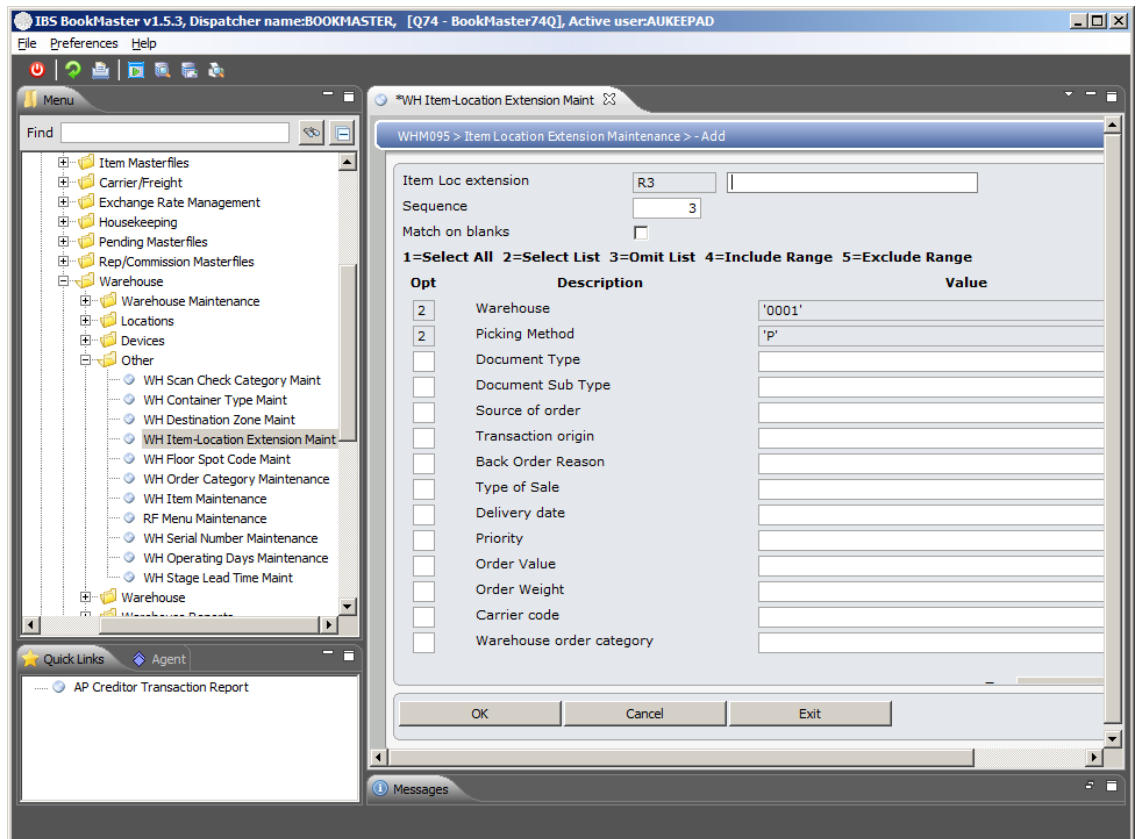 IBS BookMaster v1.5.3, Dispatcher name:BOOKMASTER, [Q74 - BookMaster74Q], Active user:AUKEEPAD
File Preferences Help
Menu
Find
Item Masterfiles
Carrier/Freight
Exchange Rate Management
Housekeeping
Pending Masterfiles
Rep/Commission Masterfiles
Warehouse
Warehouse Maintenance
Locations
Devices
Other
WH Scan Check Category Maint
WH Container Type Maint
WH Destination Zone Maint
WH Item-Location Extension Maint
WH Floor Spot Code Maint
WH Order Category Maintenance
WH Item Maintenance
RF Menu Maintenance
WH Serial Number Maintenance
WH Operating Days Maintenance
WH Stage Lead Time Maint
Warehouse
Warehouse Reports
Quick Links Agent
AP Creditor Transaction Report
*WH Item-Location Extension Maint
WHM095 > Item Location Extension Maintenance > - Add
Item Loc extension R3
Sequence 3
Match on blanks
1=Select All 2=Select List 3=Omit List 4=Include Range 5=Exclude Range
Opt Description Value
2 Warehouse '0001'
2 Picking Method 'P'
Document Type
Document Sub Type
Source of order
Transaction origin
Back Order Reason
Type of Sale
Delivery date
Priority
Order Value
Order Weight
Carrier code
Warehouse order category
OK Cancel Exit
Messages